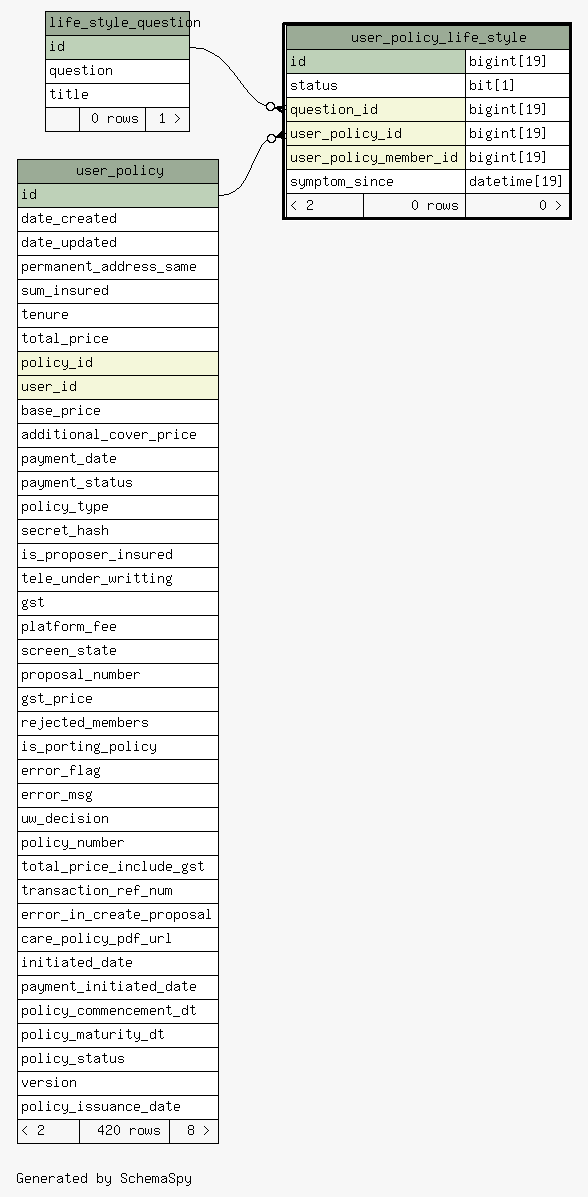 life_style_question
id
question
title
0 rows 1 >
user_policy_life_style
id bigint[19]
status bit[1]
question_id bigint[19]
user_policy_id bigint[19]
user_policy_member_id bigint[19]
symptom_since datetime[19]
< 2 0 rows 0 >
user_policy
id
date_created
date_updated
permanent_address_same
sum_insured
tenure
total_price
policy_id
user_id
base_price
additional_cover_price
payment_date
payment_status
policy_type
secret_hash
is_proposer_insured
tele_under_writting
gst
platform_fee
screen_state
proposal_number
gst_price
rejected_members
is_porting_policy
error_flag
error_msg
uw_decision
policy_number
total_price_include_gst
transaction_ref_num
error_in_create_proposal
care_policy_pdf_url
initiated_date
payment_initiated_date
policy_commencement_dt
policy_maturity_dt
policy_status
version
policy_issuance_date
< 2 420 rows 8 >
Generated by SchemaSpy